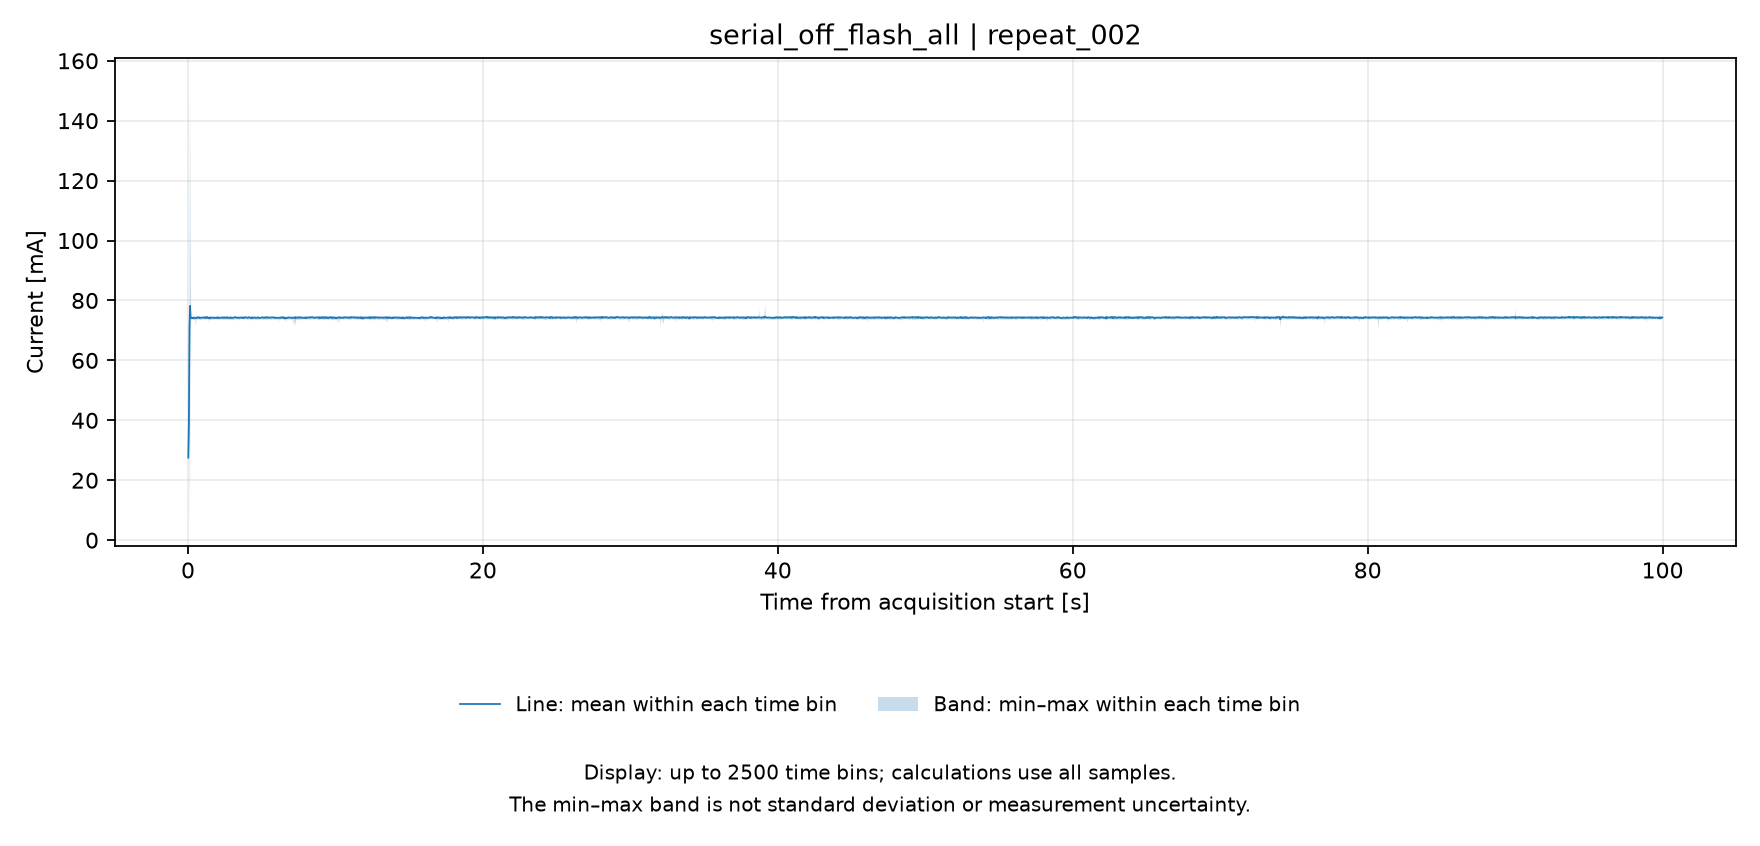 serial_off_flash_all | repeat_002
160
140
120
100
80
60
40
20
0
Current [mA]
0 20 40 60 80 100
Time from acquisition start [s]
Line: mean within each time bin Band: min–max within each time bin
Display: up to 2500 time bins; calculations use all samples.
The min–max band is not standard deviation or measurement uncertainty.